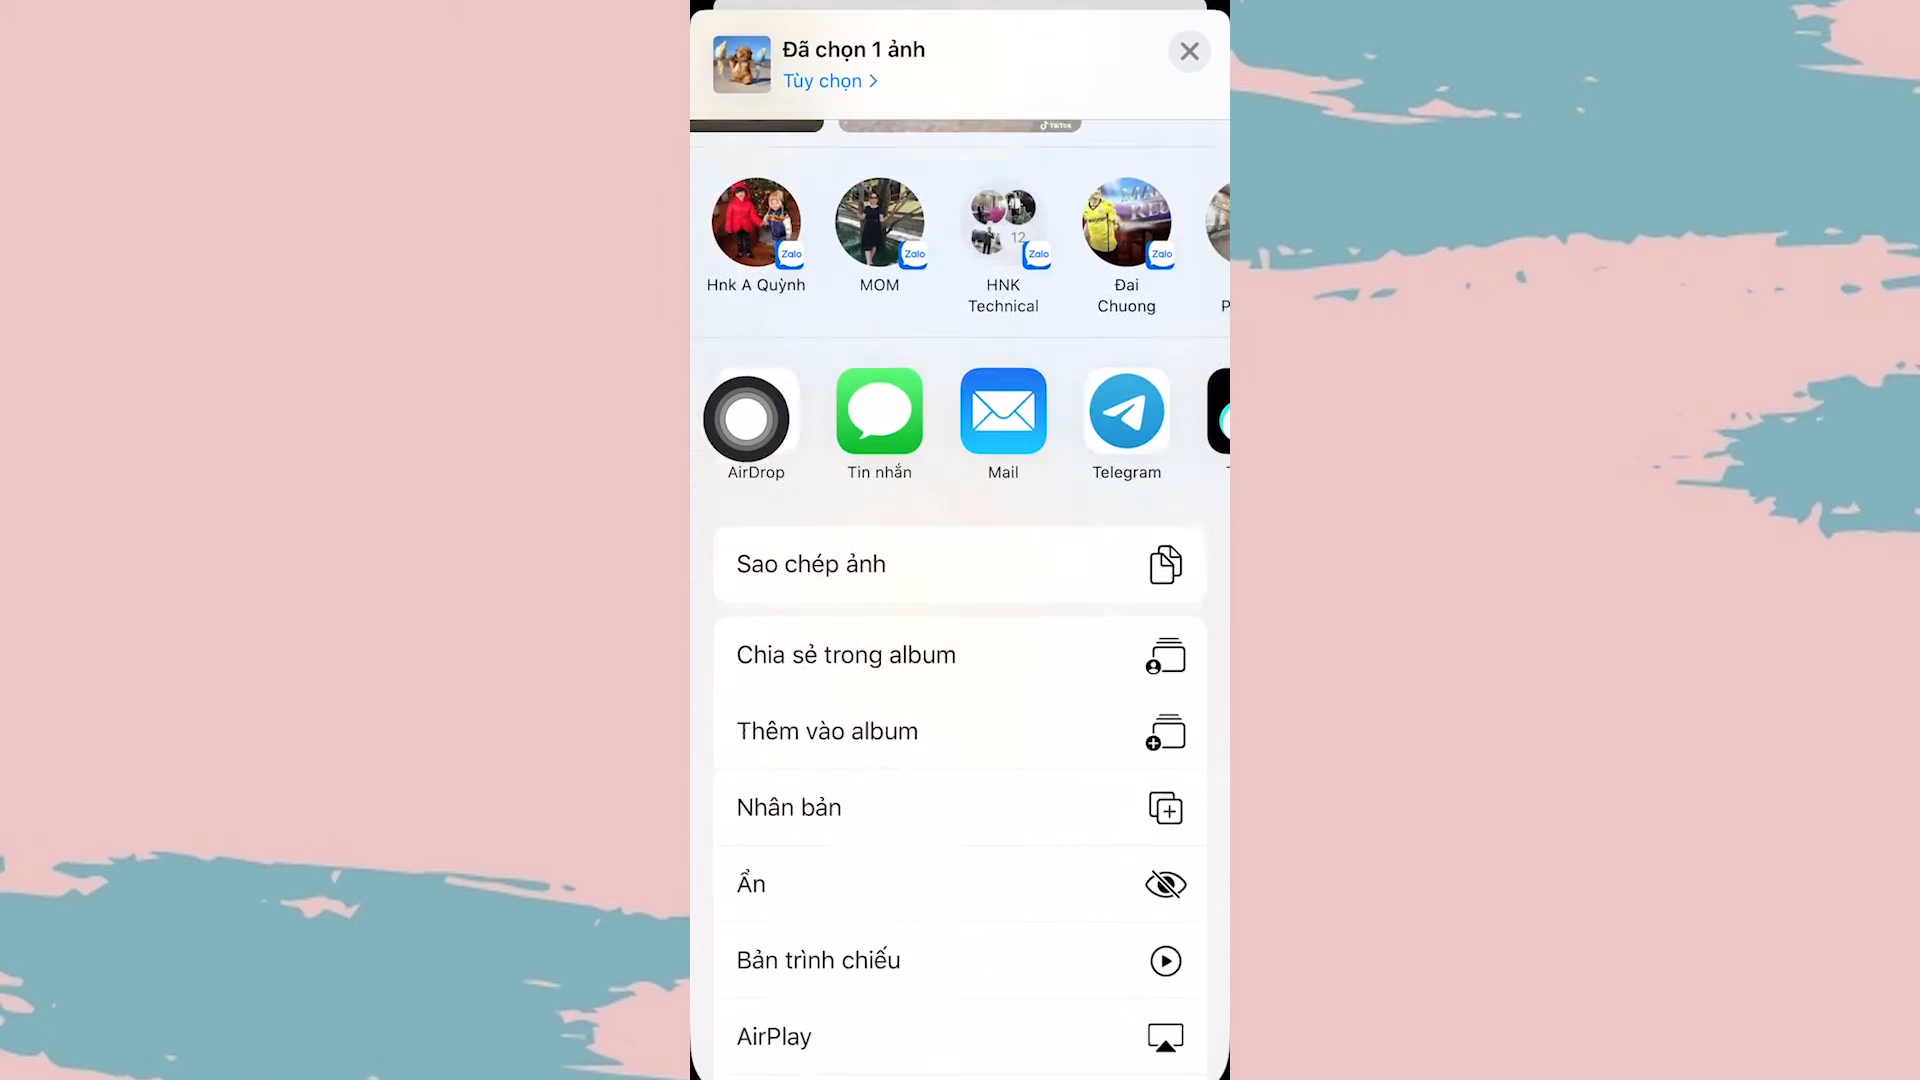 Đã chọn 1 ảnh
Tùy chọn >
TikTok
Zalo
Zalo
12
Zalo
Zalo
Hnk A Quỳnh
MOM
HNK
Technical
Đai
Chuong
P
AirDrop
Tin nhắn
Mail
Telegram
Sao chép ảnh
Chia sẻ trong album
Thêm vào album
Nhân bản
Ẩn
Bản trình chiếu
AirPlay